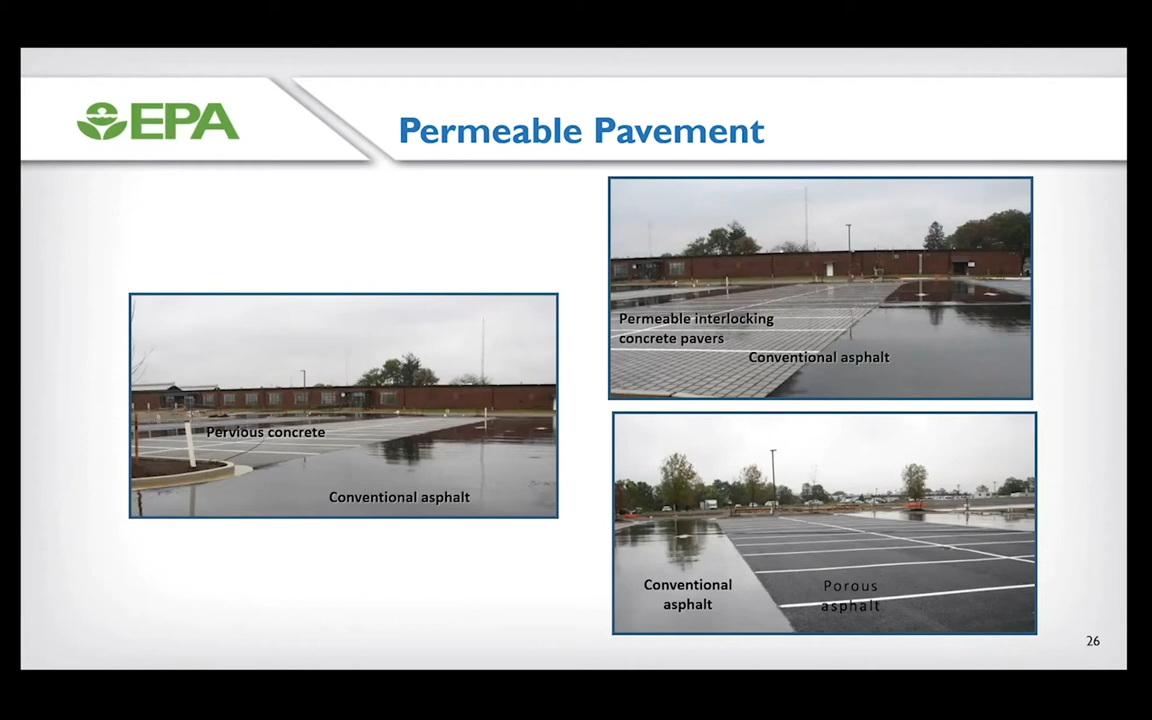 EPA
Permeable Pavement
Permeable interlocking
concrete pavers
Conventional asphalt
Pervious concrete
Conventional asphalt
Conventional
asphalt
Porous
asphalt
26